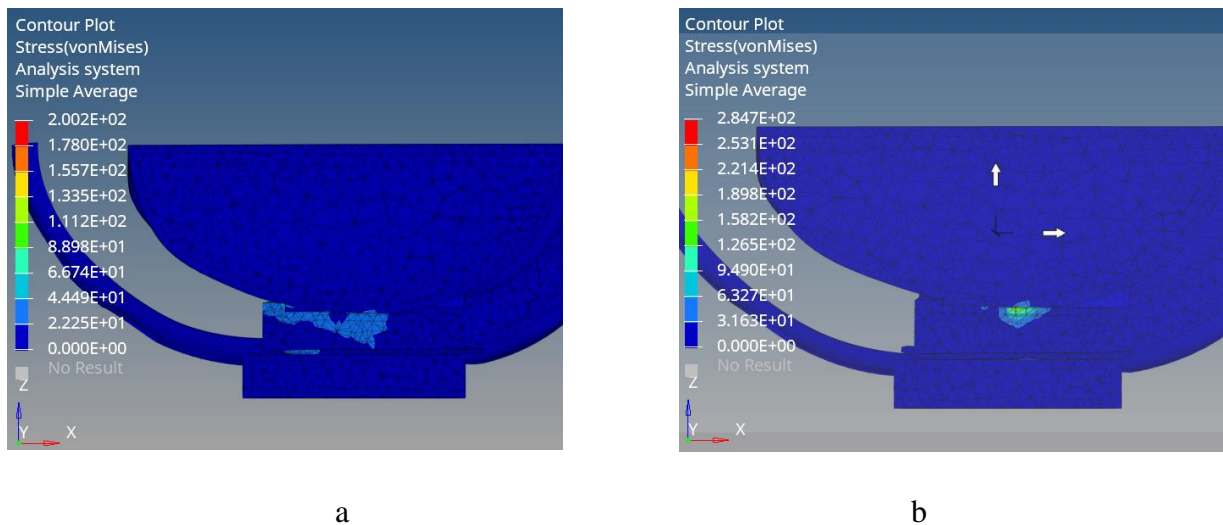 Contour Plot
Stress(vonMises)
Analysis system
Simple Average
2.002E+02
1.780E+02
1.557E+02
1.335E+02
1.112E+02
8.898E+01
6.674E+01
4.449E+01
2.225E+01
0.000E+00
No Result
Z
Y X
a
Contour Plot
Stress(vonMises)
Analysis system
Simple Average
2.847E+02
2.531E+02
2.214E+02
1.898E+02
1.582E+02
1.265E+02
9.490E+01
6.327E+01
3.163E+01
0.000E+00
No Result
Z
Y X
b